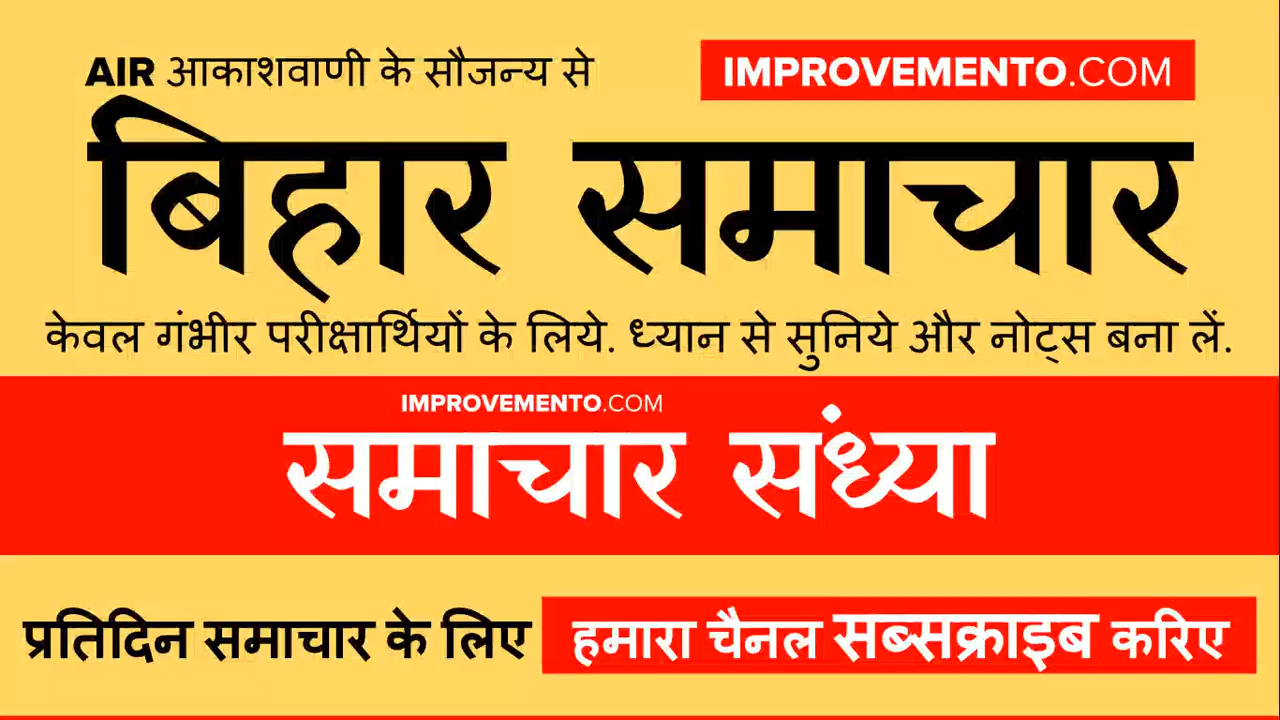 AIR आकाशवाणी के सौजन्य से
IMPROVEMENTO.COM
बिहार समाचार
केवल गंभीर परीक्षार्थियों के लिये. ध्यान से सुनिये और नोट्स बना लें.
IMPROVEMENTO.COM
समाचार संध्या
प्रतिदिन समाचार के लिए
हमारा चैनल सब्सक्राइब करिए